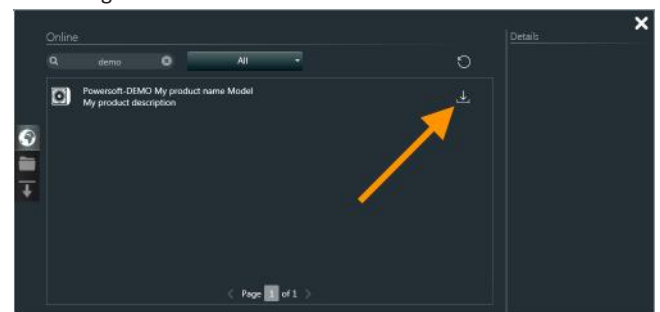 Online
Details
demo
All
Powersoft-DEMO My product name Model
My product description
Page 1 of 1